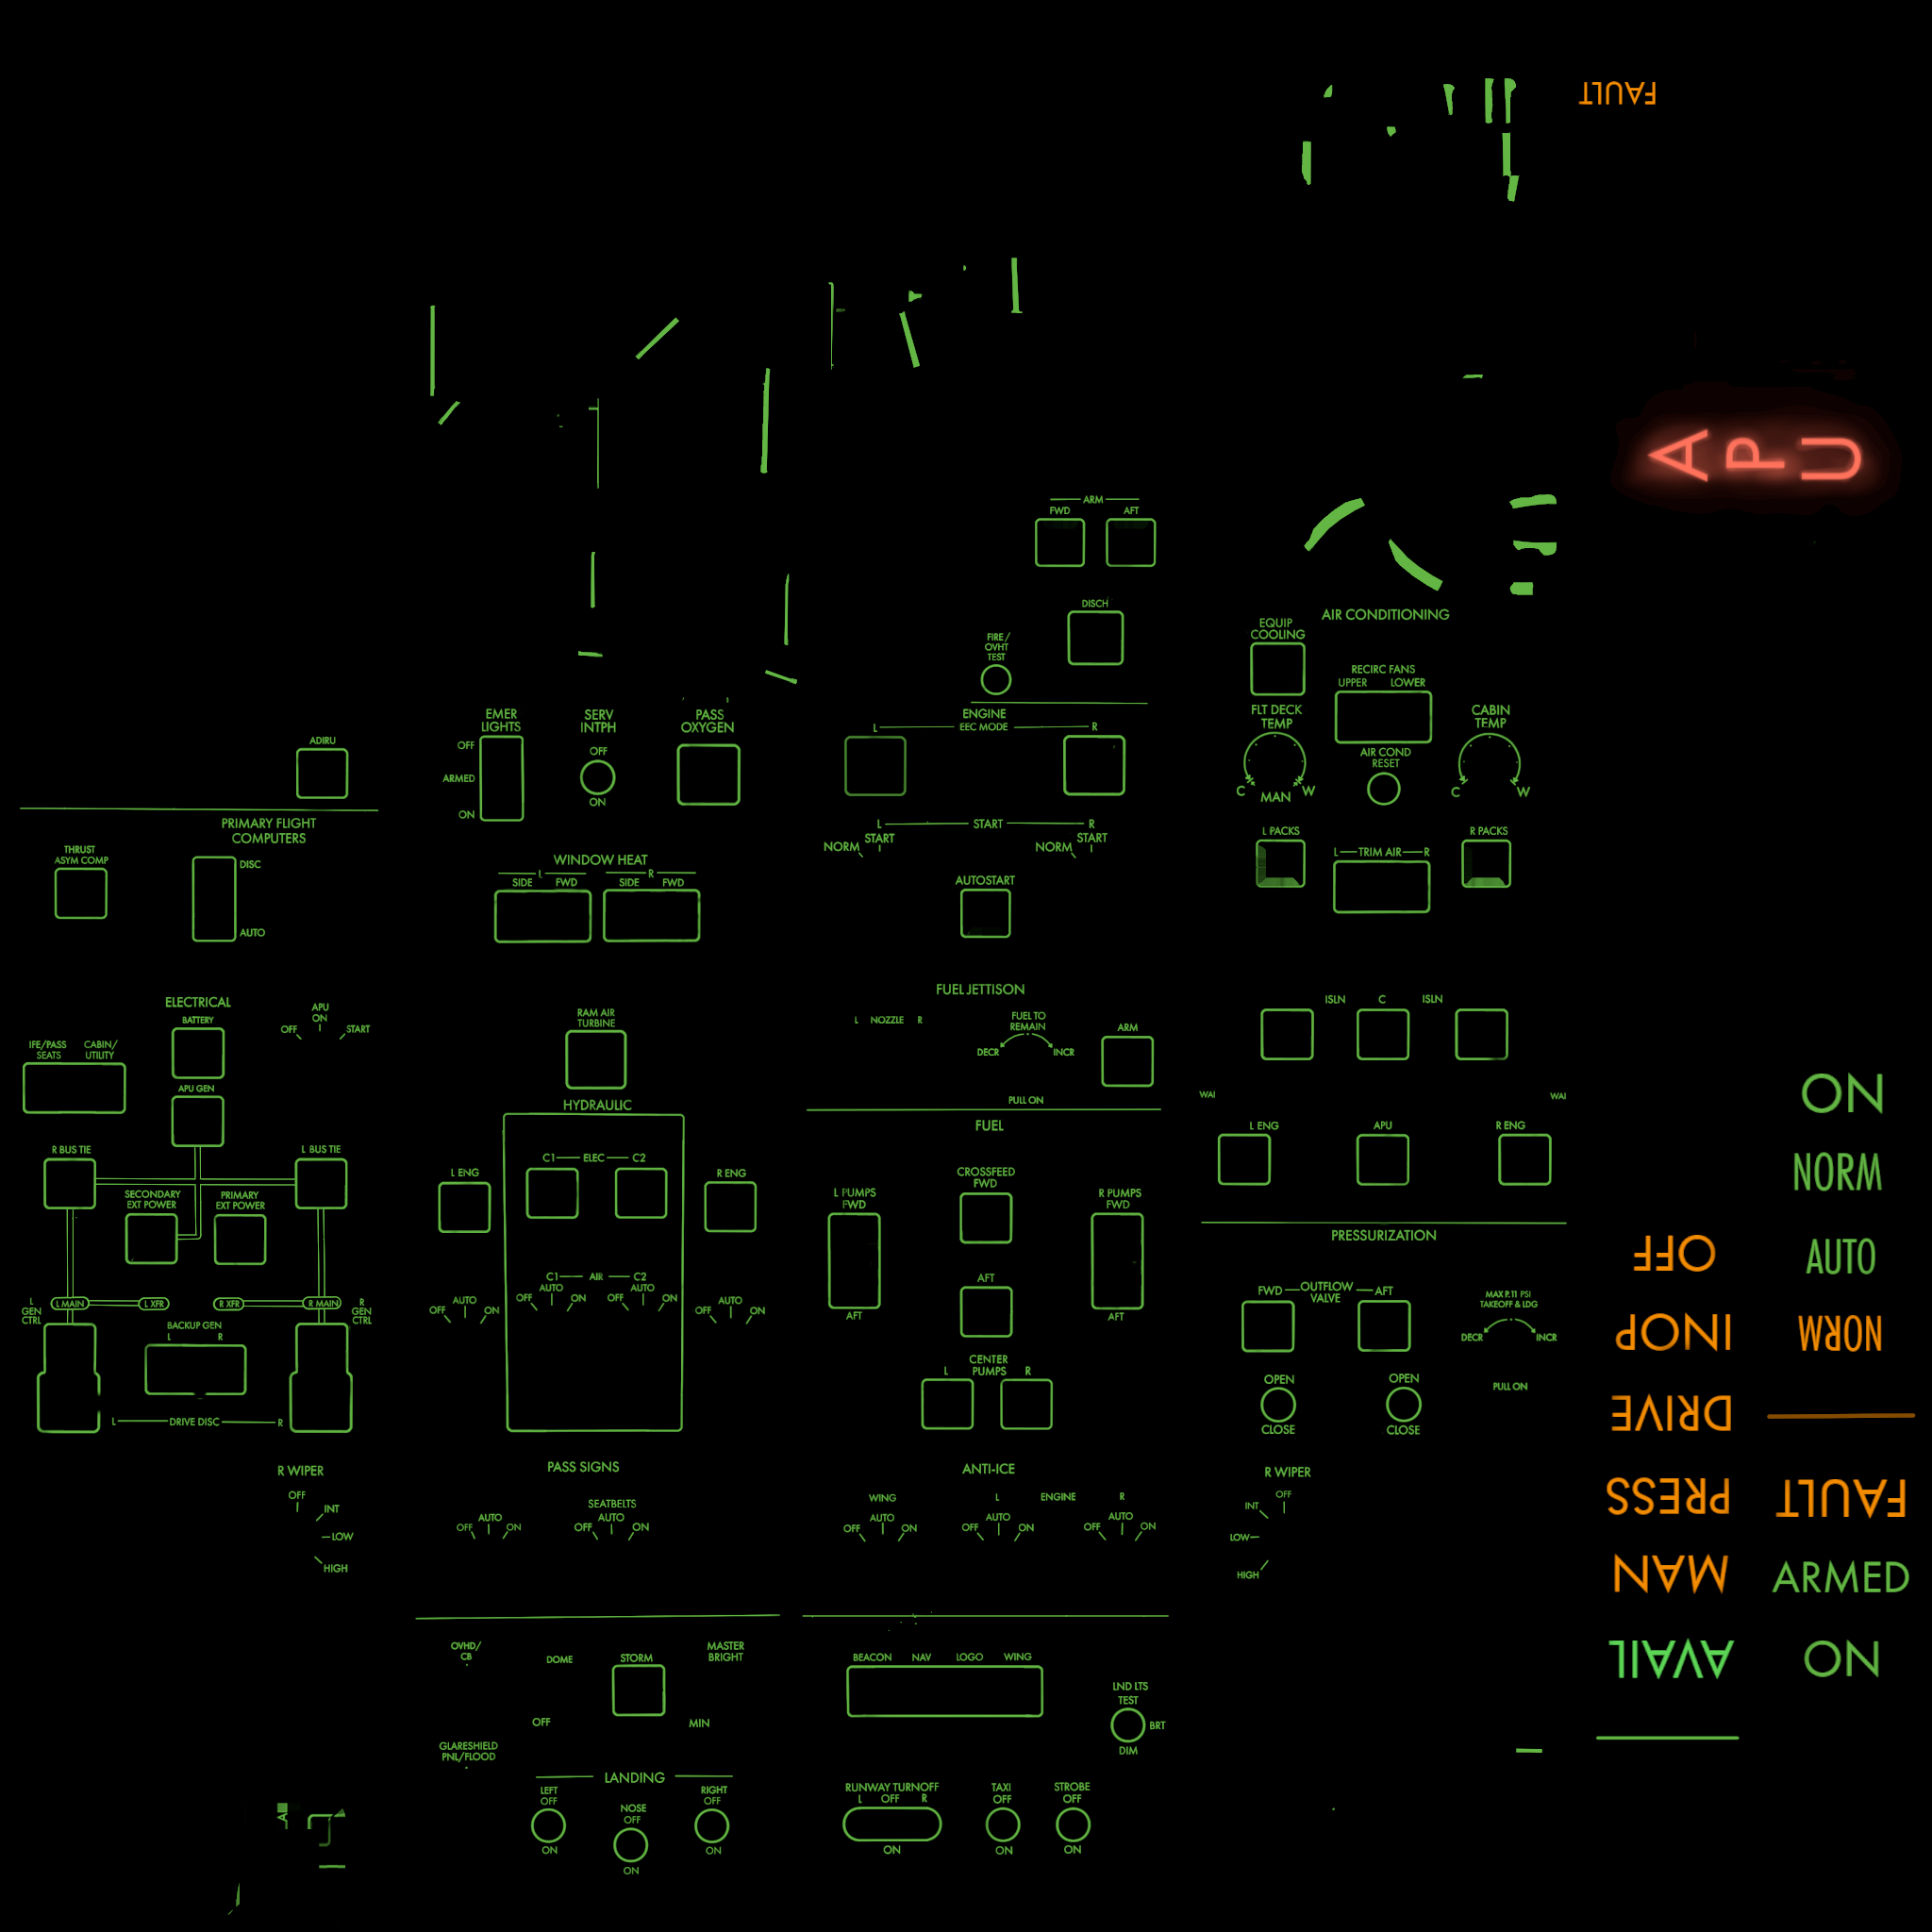 FAULT
APU
ARM
FWD AFT
DISCH
FIRE/
OVHT
TEST
AIR CONDITIONING
EQUIP
COOLING
RECIRC FANS
UPPER LOWER
FLT DECK
TEMP
CABIN
TEMP
AIR COND
RESET
C MAN W
C W
L PACKS
R PACKS
L TRIM AIR R
ADIRU
PRIMARY FLIGHT
COMPUTERS
THRUST
ASYM COMP
DISC
AUTO
EMER
LIGHTS
OFF
ARMED
ON
SERV
INTPH
OFF
ON
PASS
OXYGEN
WINDOW HEAT
L R
SIDE FWD SIDE FWD
ENGINE
L EEC MODE R
L START R
NORM START
NORM START
AUTOSTART
ELECTRICAL
BATTERY
APU
ON
OFF START
IFE/PASS
SEATS
CABIN/
UTILITY
APU GEN
R BUS TIE
L BUS TIE
SECONDARY
EXT POWER
PRIMARY
EXT POWER
L
GEN
CTRL
L MAIN L XFR R XFR R MAIN
R
GEN
CTRL
BACKUP GEN
L R
L DRIVE DISC R
R WIPER
OFF
INT
LOW
HIGH
RAM AIR
TURBINE
HYDRAULIC
L ENG
C1 ELEC C2
R ENG
C1 AIR C2
OFF AUTO ON
OFF AUTO ON
OFF AUTO ON
OFF AUTO ON
PASS SIGNS
SEATBELTS
OFF AUTO ON
OFF AUTO ON
FUEL JETTISON
L NOZZLE R
FUEL TO
REMAIN
DECR INCR
ARM
PULL ON
FUEL
CROSSFEED
FWD
L PUMPS
FWD
R PUMPS
FWD
AFT
AFT
AFT
CENTER
L PUMPS R
ANTI-ICE
WING
L ENGINE R
OFF AUTO ON
OFF AUTO ON
OFF AUTO ON
ISLN C ISLN
WAI WAI
L ENG APU R ENG
PRESSURIZATION
FWD OUTFLOW AFT
VALVE
MAX P.11 PSI
TAKEOFF & LDG
DECR INCR
OPEN
CLOSE
OPEN
CLOSE
PULL ON
R WIPER
OFF
INT
LOW
HIGH
OVHD/
CB
DOME
STORM
MASTER
BRIGHT
OFF
MIN
GLARESHIELD
PNL/FLOOD
LANDING
LEFT
OFF
ON
NOSE
OFF
ON
RIGHT
OFF
ON
BEACON NAV LOGO WING
LND LTS
TEST
BRT
DIM
RUNWAY TURNOFF
L OFF R
ON
TAXI
OFF
ON
STROBE
OFF
ON
A
ON
NORM
OFF
AUTO
INOP
NORM
DRIVE
PRESS
FAULT
MAN
ARMED
AVAIL
ON